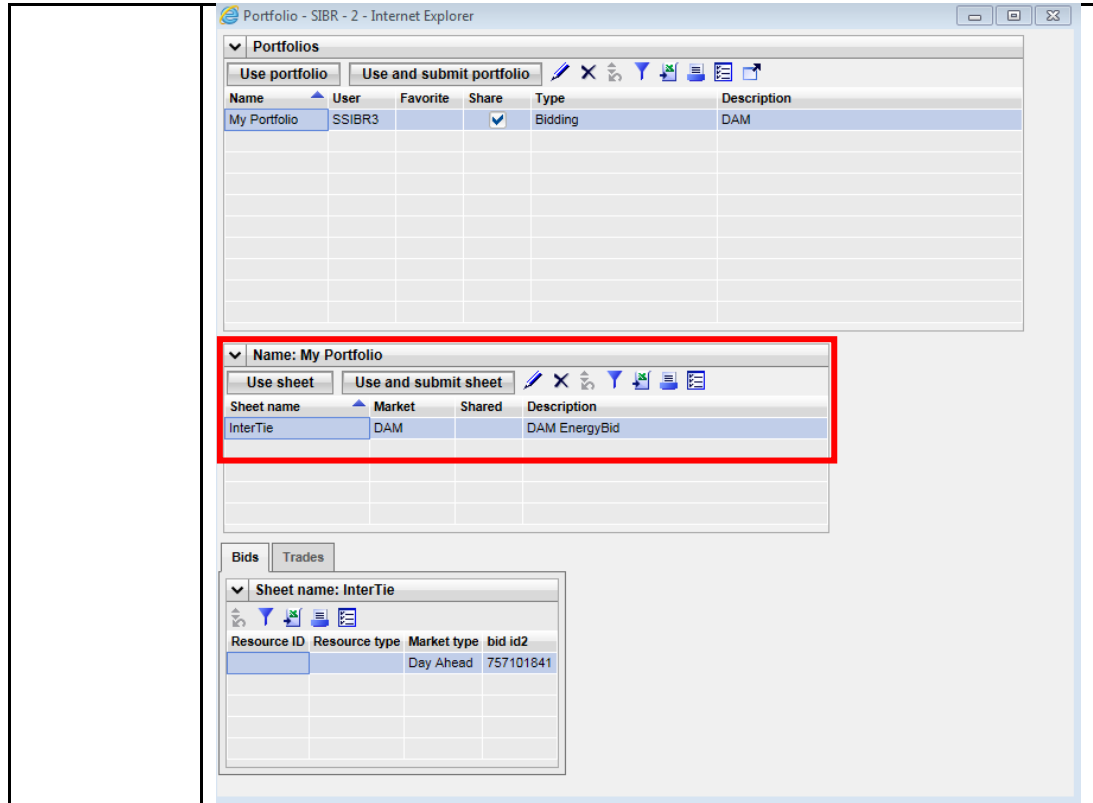 Portfolio - SIBR - 2 - Internet Explorer
Portfolios
Use portfolio Use and submit portfolio
Name User Favorite Share Type Description
My Portfolio SSIBR3 Bidding DAM
Name: My Portfolio
Use sheet Use and submit sheet
Sheet name Market Shared Description
InterTie DAM DAM EnergyBid
Bids Trades
Sheet name: InterTie
Resource ID Resource type Market type bid id2
Day Ahead 757101841